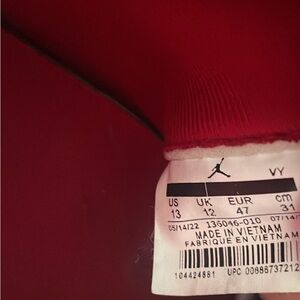 VY
US UK EUR cm
13 12 47 31
05/14/22 136046-010 07/14/
MADE IN VIETNAM
FABRIQUE EN VIETNAM
104424881 UPC 00888737212